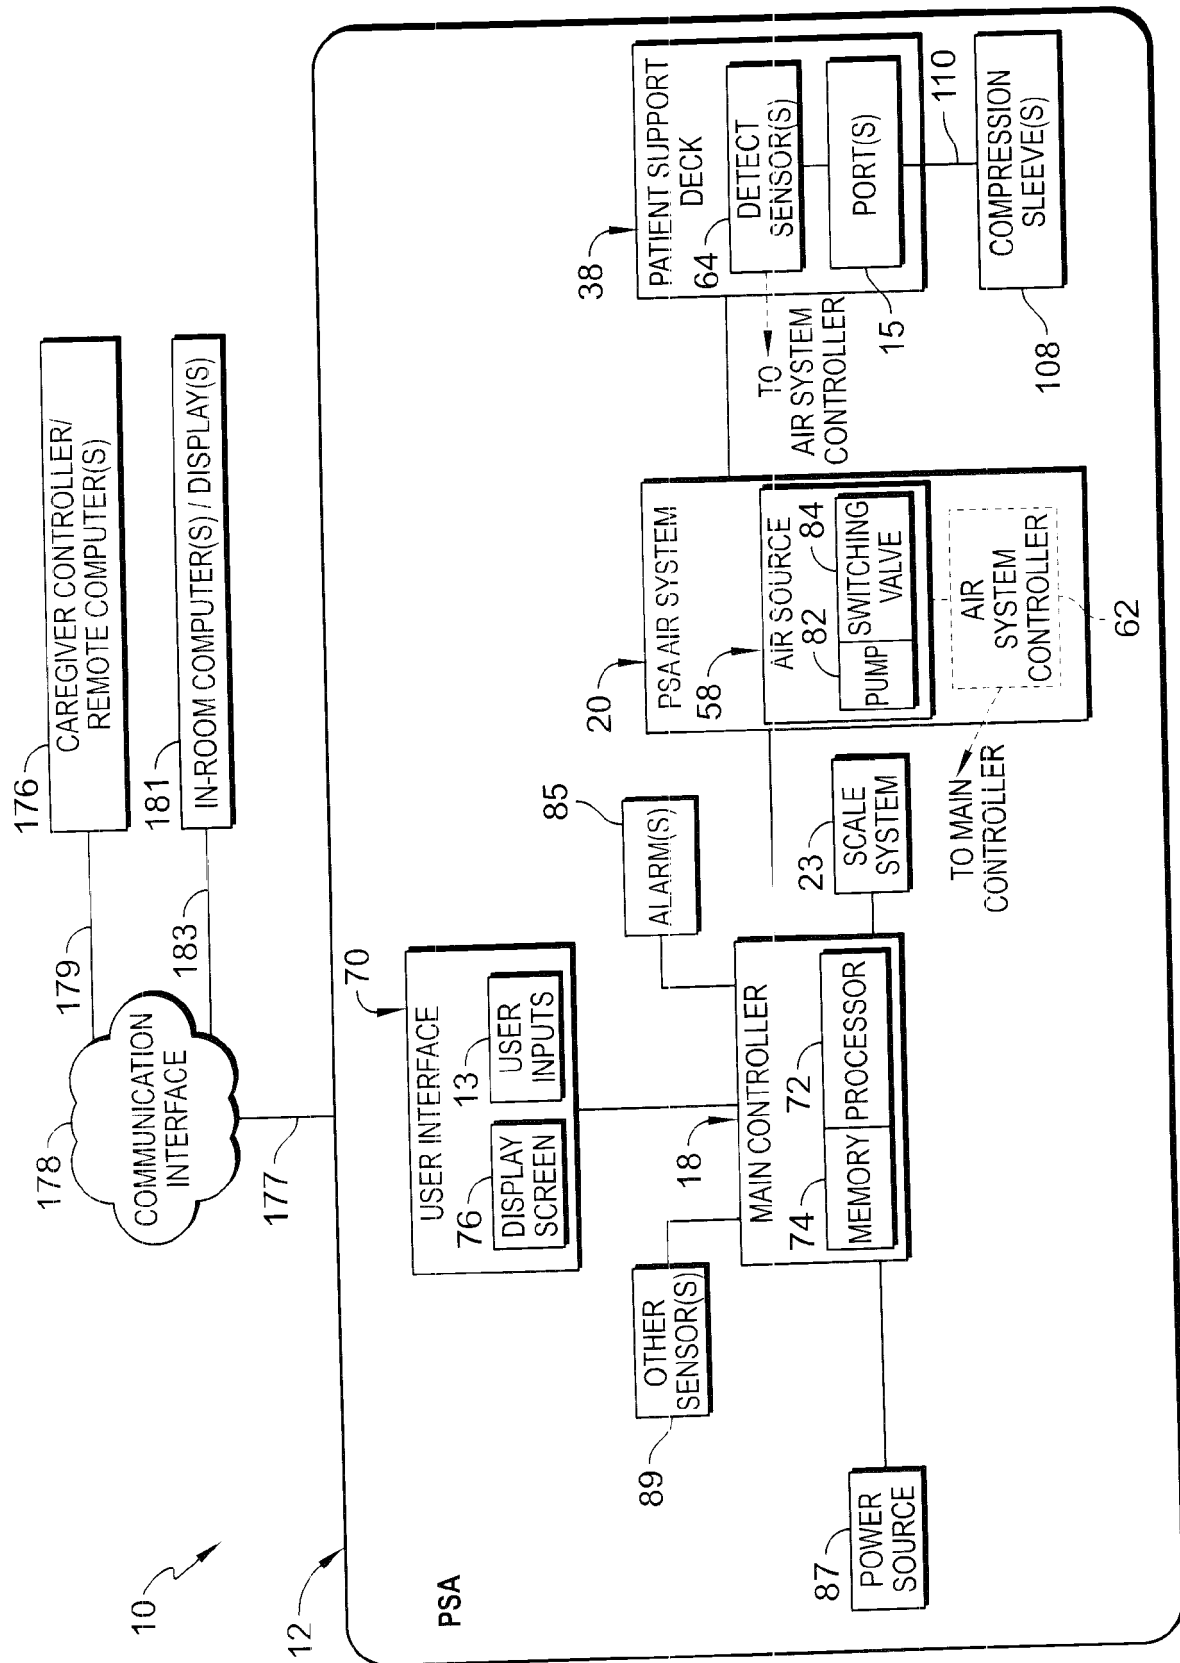 10
178
COMMUNICATION
INTERFACE
179
183
177
176
CAREGIVER CONTROLLER/
REMOTE COMPUTER(S)
181
IN-ROOM COMPUTER(S) / DISPLAY(S)
12
PSA
70
USER INTERFACE
76
DISPLAY
SCREEN
13
USER
INPUTS
89
OTHER
SENSOR(S)
85
ALARM(S)
18
MAIN CONTROLLER
74
MEMORY
72
PROCESSOR
87
POWER
SOURCE
23
SCALE
SYSTEM
20
PSA AIR SYSTEM
58
AIR SOURCE
82
PUMP
84
SWITCHING
VALVE
AIR
SYSTEM
CONTROLLER
62
TO MAIN
CONTROLLER
38
PATIENT SUPPORT
DECK
64
DETECT
SENSOR(S)
TO
AIR SYSTEM
CONTROLLER
15
PORT(S)
110
108
COMPRESSION
SLEEVE(S)